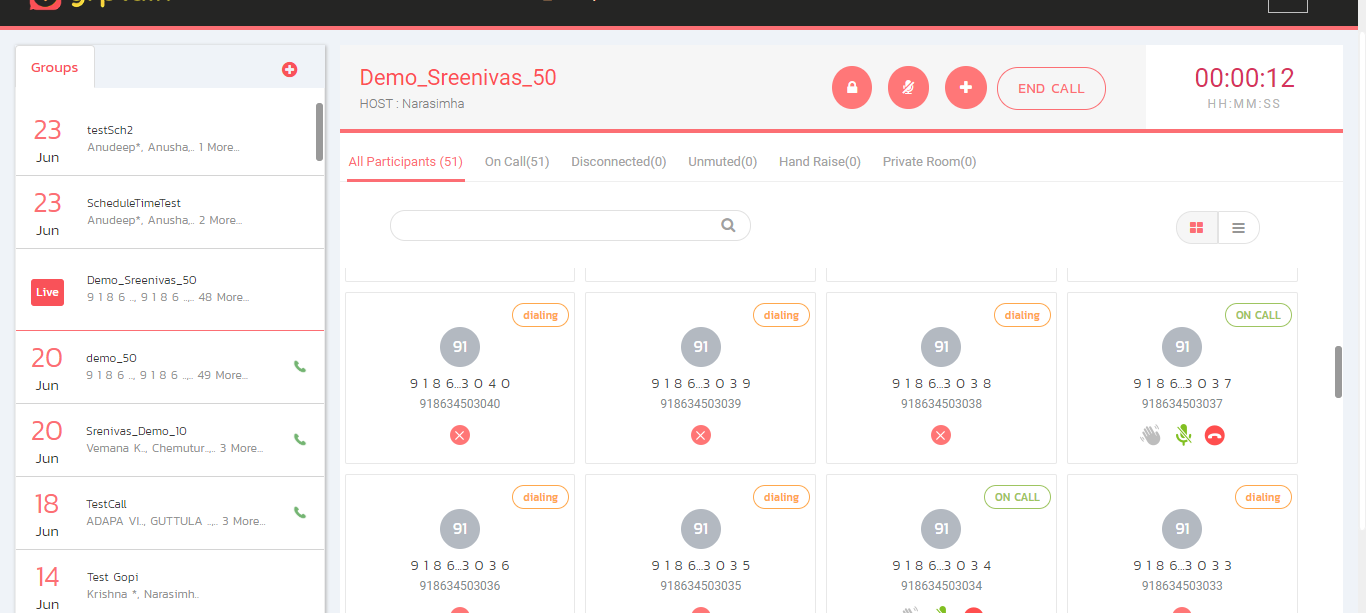 Groups
23
Jun
testSch2
Anudeep*, Anusha,.. 1 More...
23
Jun
ScheduleTimeTest
Anudeep*, Anusha,.. 2 More...
Live
Demo_Sreenivas_50
9 1 8 6 .., 9 1 8 6 ..,.. 48 More...
20
Jun
demo_50
9 1 8 6 .., 9 1 8 6 ..,.. 49 More...
20
Jun
Srenivas_Demo_10
Vemana K.., Chemutur..,.. 3 More...
18
Jun
TestCall
ADAPA VI.., GUTTULA ..,.. 3 More...
14
Jun
Test Gopi
Krishna *, Narasimh..
Demo_Sreenivas_50
HOST : Narasimha
END CALL
00:00:12
HH:MM:SS
All Participants (51) On Call(51) Disconnected(0) Unmuted(0) Hand Raise(0) Private Room(0)
dialing
91
9 1 8 6...3 0 4 0
918634503040
dialing
91
9 1 8 6...3 0 3 9
918634503039
dialing
91
9 1 8 6...3 0 3 8
918634503038
ON CALL
91
9 1 8 6...3 0 3 7
918634503037
dialing
91
9 1 8 6...3 0 3 6
918634503036
dialing
91
9 1 8 6...3 0 3 5
918634503035
ON CALL
91
9 1 8 6...3 0 3 4
918634503034
dialing
91
9 1 8 6...3 0 3 3
918634503033